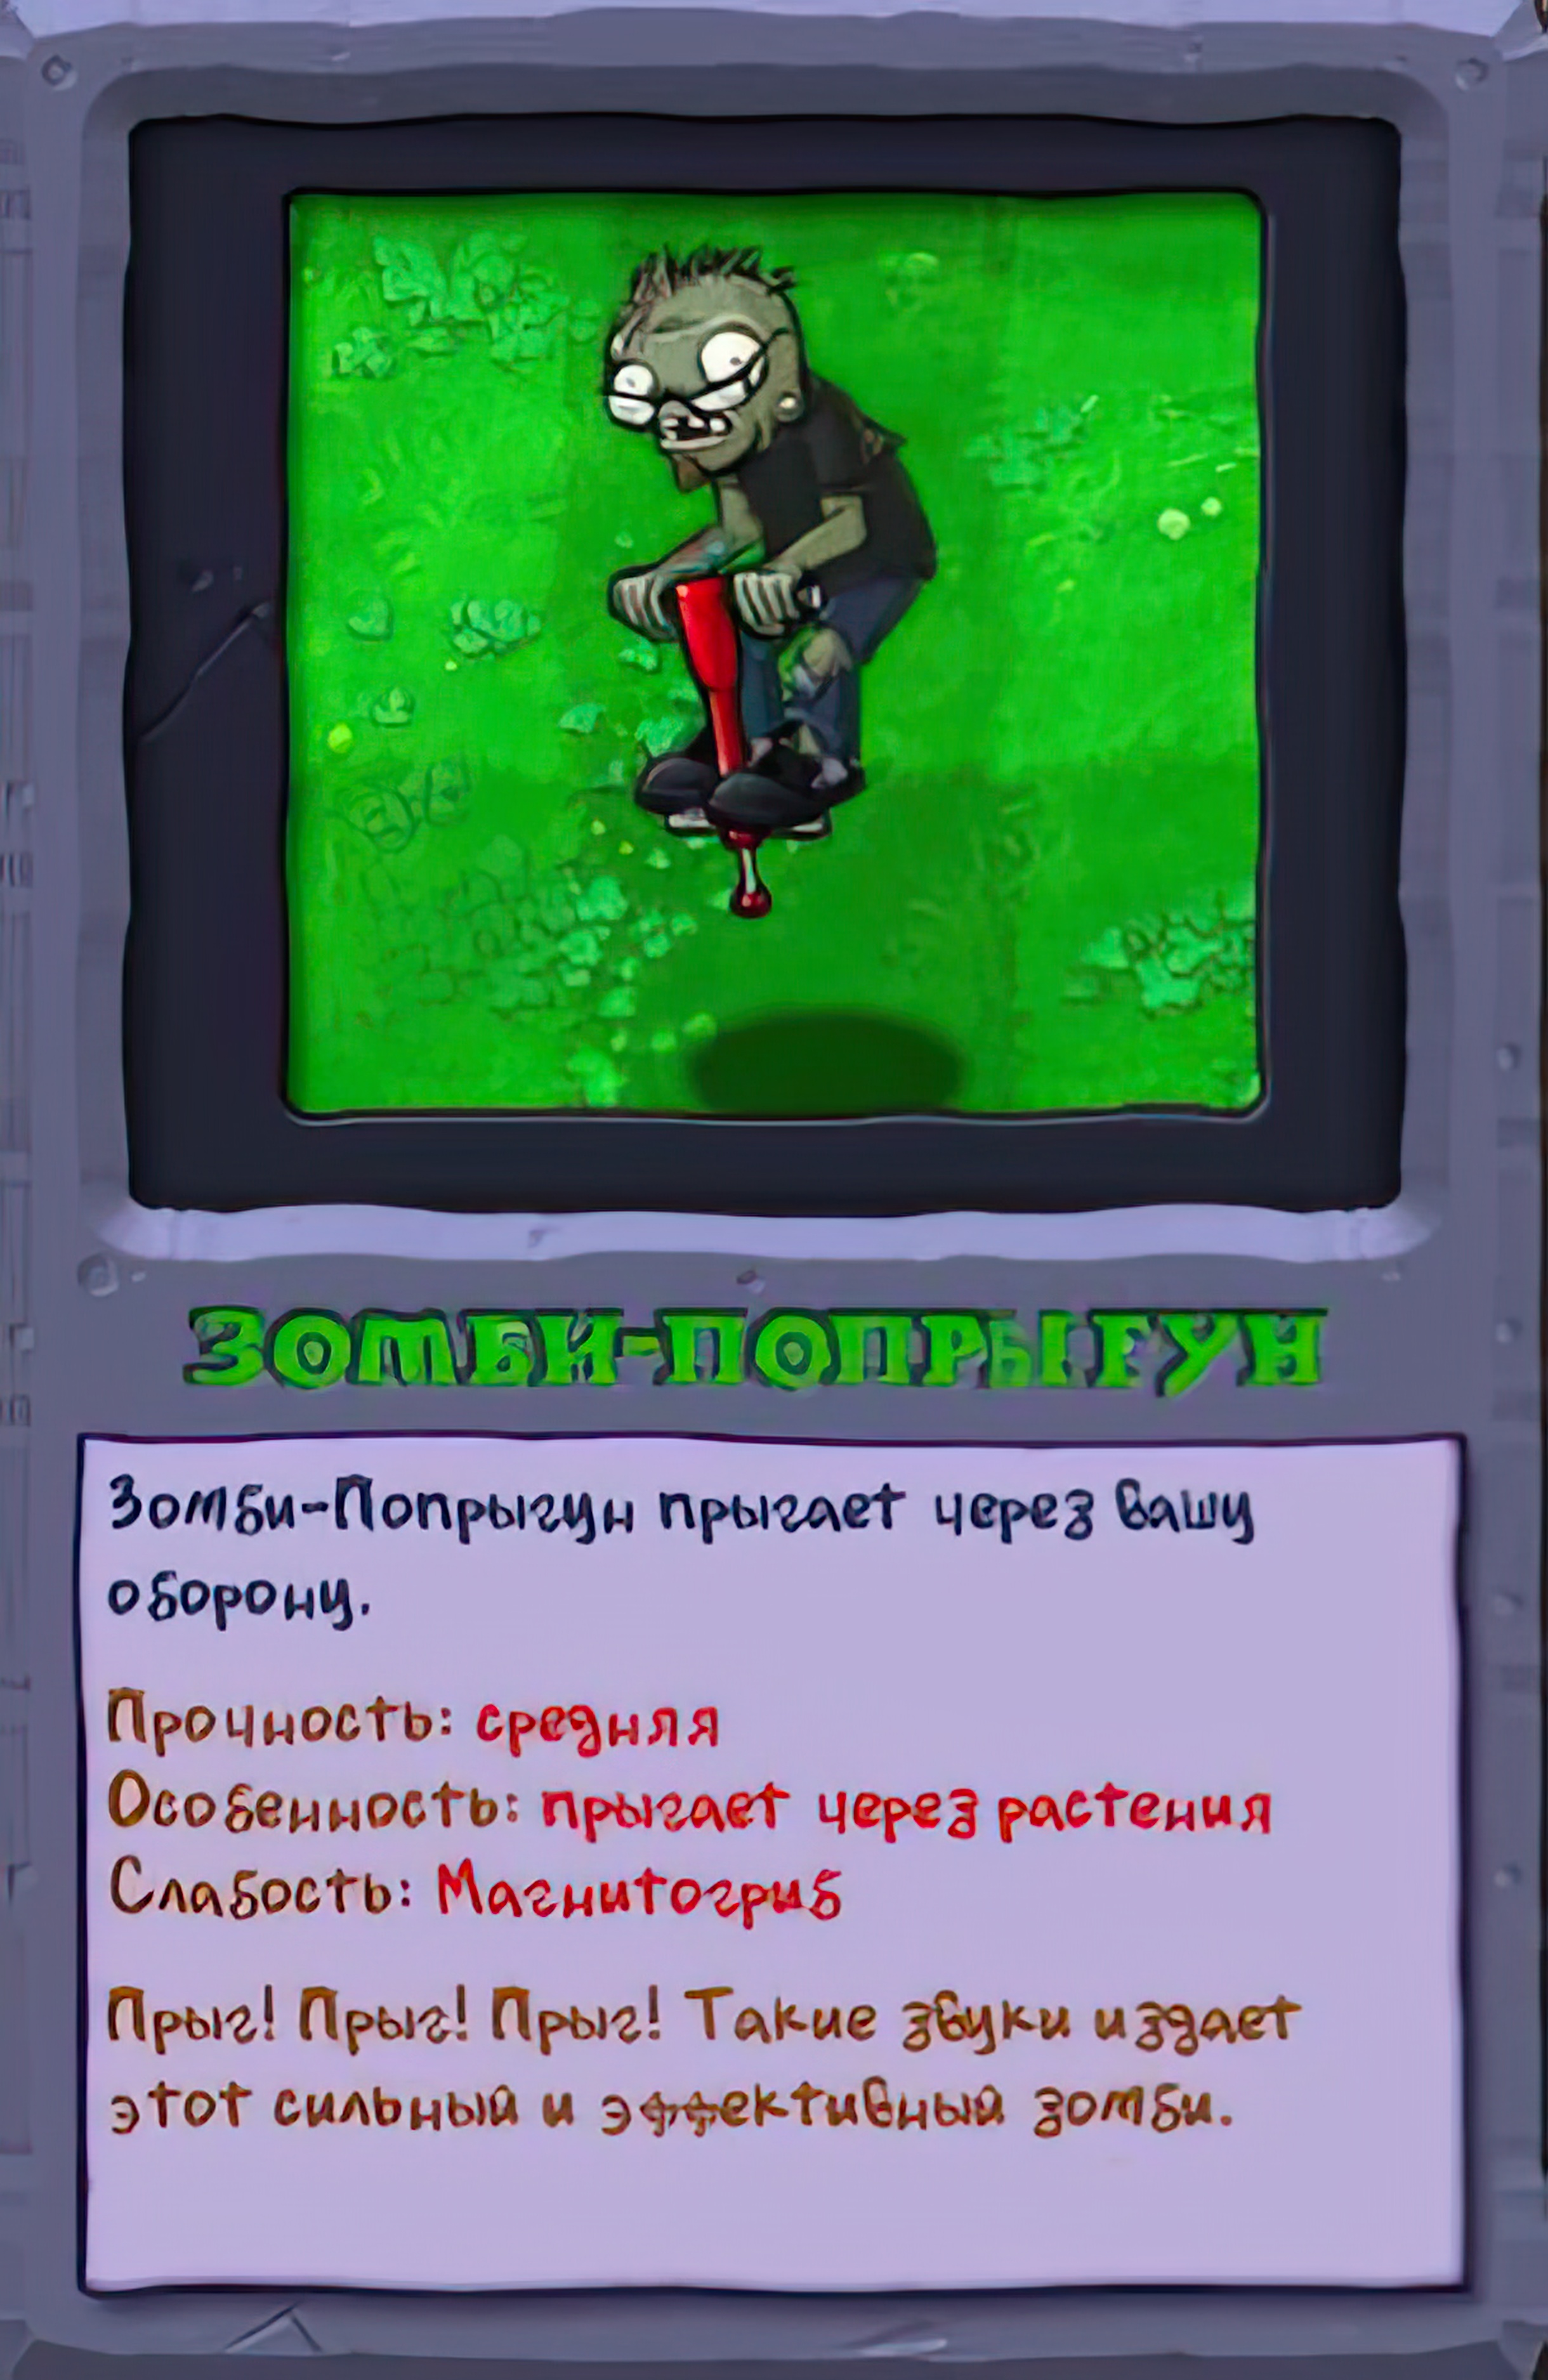 ЗОМБИ-ПОПРЫГУН
Зомби-Попрыгун прыгает через вашу
оборону.
Прочность: средняя
Особенность: прыгает через растения
Слабость: Магнитогриб
Прыг! Прыг! Прыг! Такие звуки издает
этот сильный и эффективный зомби.